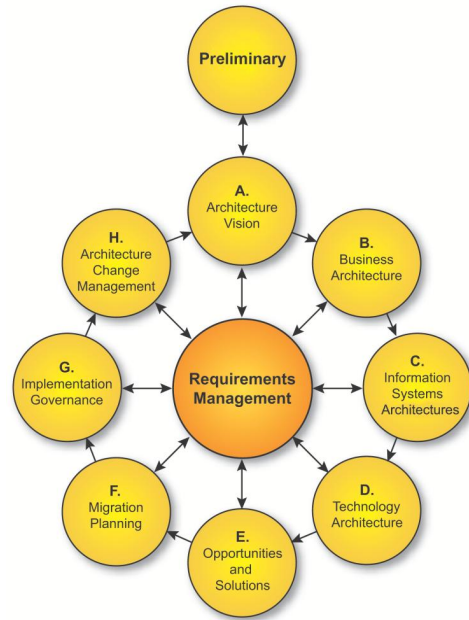 Preliminary
A.
Architecture
Vision
B.
Business
Architecture
C.
Information
Systems
Architectures
D.
Technology
Architecture
E.
Opportunities
and
Solutions
F.
Migration
Planning
G.
Implementation
Governance
H.
Architecture
Change
Management
Requirements
Management